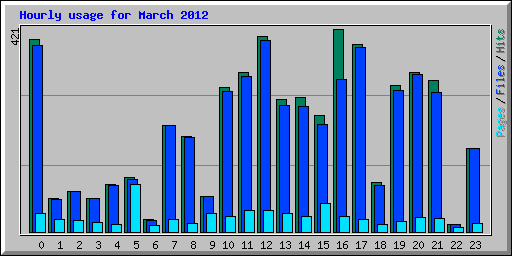 Hourly usage for March 2012
421
Pages/Files/Hits
0 1 2 3 4 5 6 7 8 9 10 11 12 13 14 15 16 17 18 19 20 21 22 23